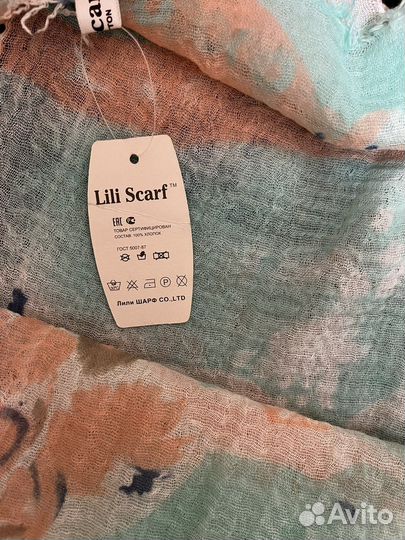 Lili Scarf™
EAC
ТОВАР СЕРТИФИЦИРОВАН
СОСТАВ: 100% ХЛОПОК
ГОСТ 5007-87
Лили ШАРФ CO.,LTD
Avito